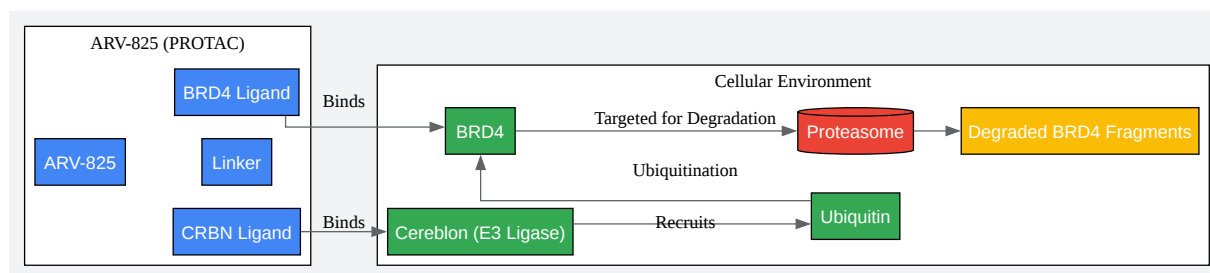 ARV-825 (PROTAC)
BRD4 Ligand
ARV-825
Linker
CRBN Ligand
Binds
Binds
Cellular Environment
BRD4
Targeted for Degradation
Proteasome
Degraded BRD4 Fragments
Ubiquitination
Cereblon (E3 Ligase)
Recruits
Ubiquitin